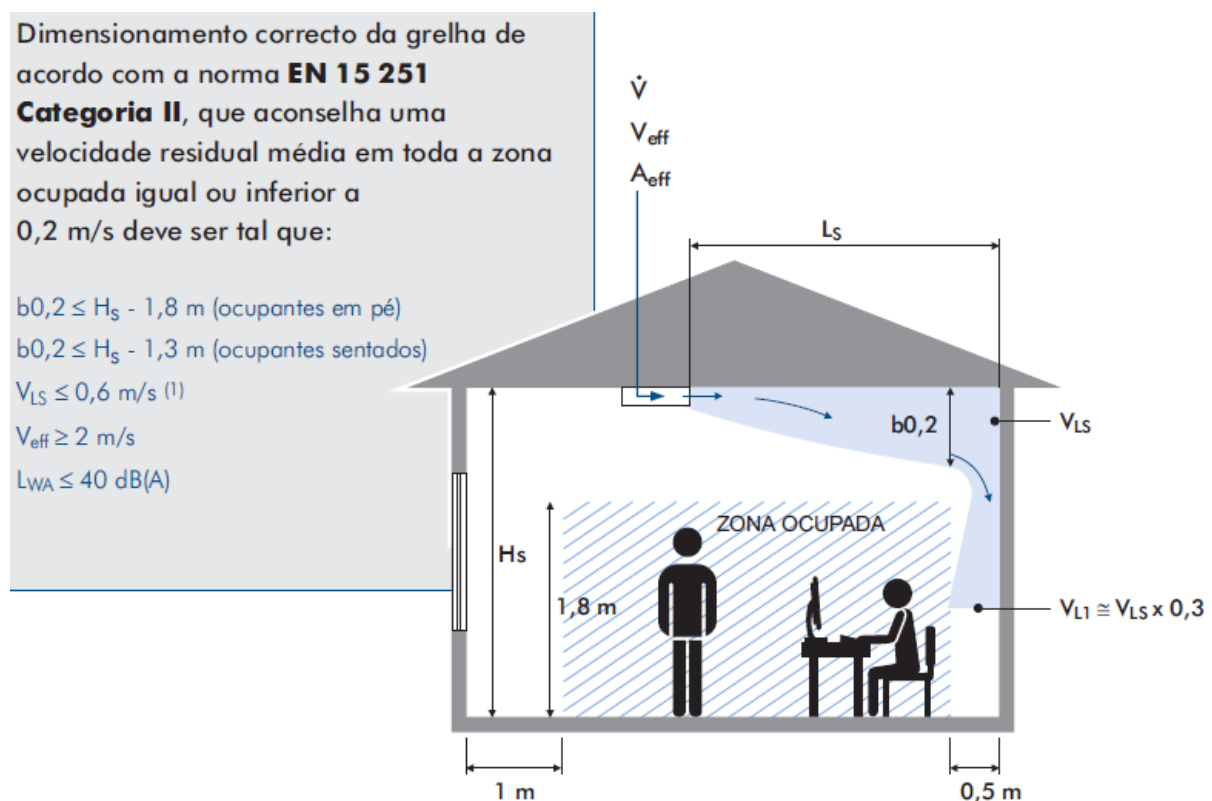 Dimensionamento correcto da grelha de
acordo com a norma EN 15 251
Categoria II, que aconselha uma
velocidade residual média em toda a zona
ocupada igual ou inferior a
0,2 m/s deve ser tal que:
b0,2 ≤ HS - 1,8 m (ocupantes em pé)
b0,2 ≤ HS - 1,3 m (ocupantes sentados)
VLS ≤ 0,6 m/s (1)
Veff ≥ 2 m/s
LWA ≤ 40 dB(A)
V̇
Veff
Aeff
LS
b0,2
VLS
ZONA OCUPADA
Hs
1,8 m
VL1 ≅ VLS x 0,3
1 m
0,5 m